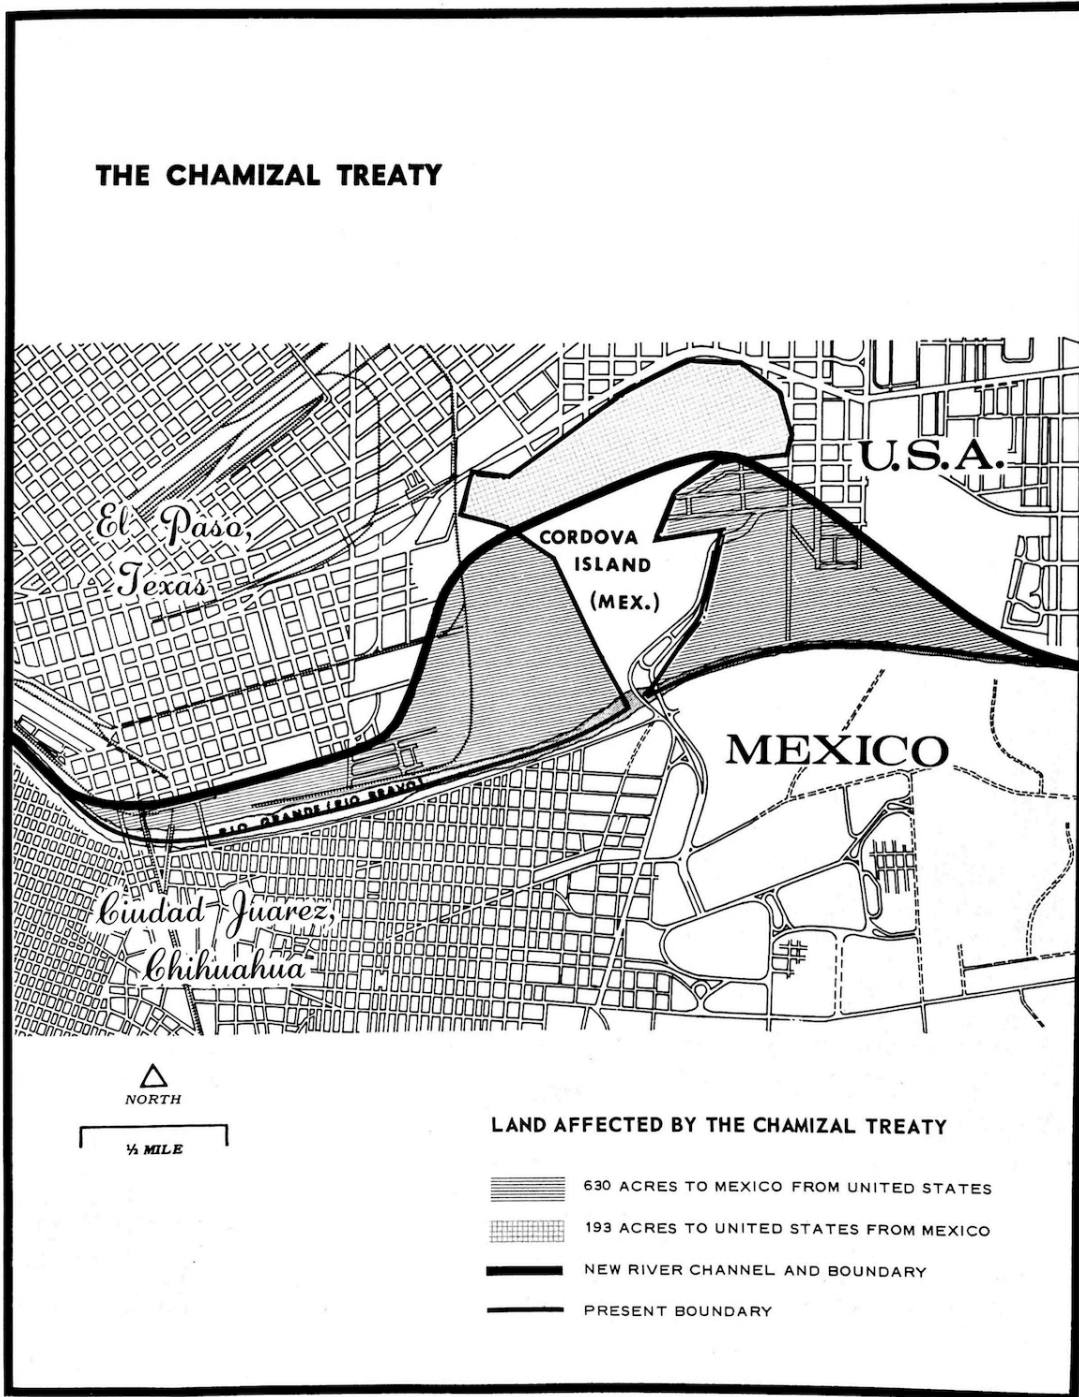 THE CHAMIZAL TREATY
U.S.A.
El Paso,
Texas
CORDOVA
ISLAND
(MEX.)
MEXICO
RIO GRANDE (RIO BRAVO)
Ciudad Juarez,
Chihuahua
NORTH
½ MILE
LAND AFFECTED BY THE CHAMIZAL TREATY
630 ACRES TO MEXICO FROM UNITED STATES
193 ACRES TO UNITED STATES FROM MEXICO
NEW RIVER CHANNEL AND BOUNDARY
PRESENT BOUNDARY